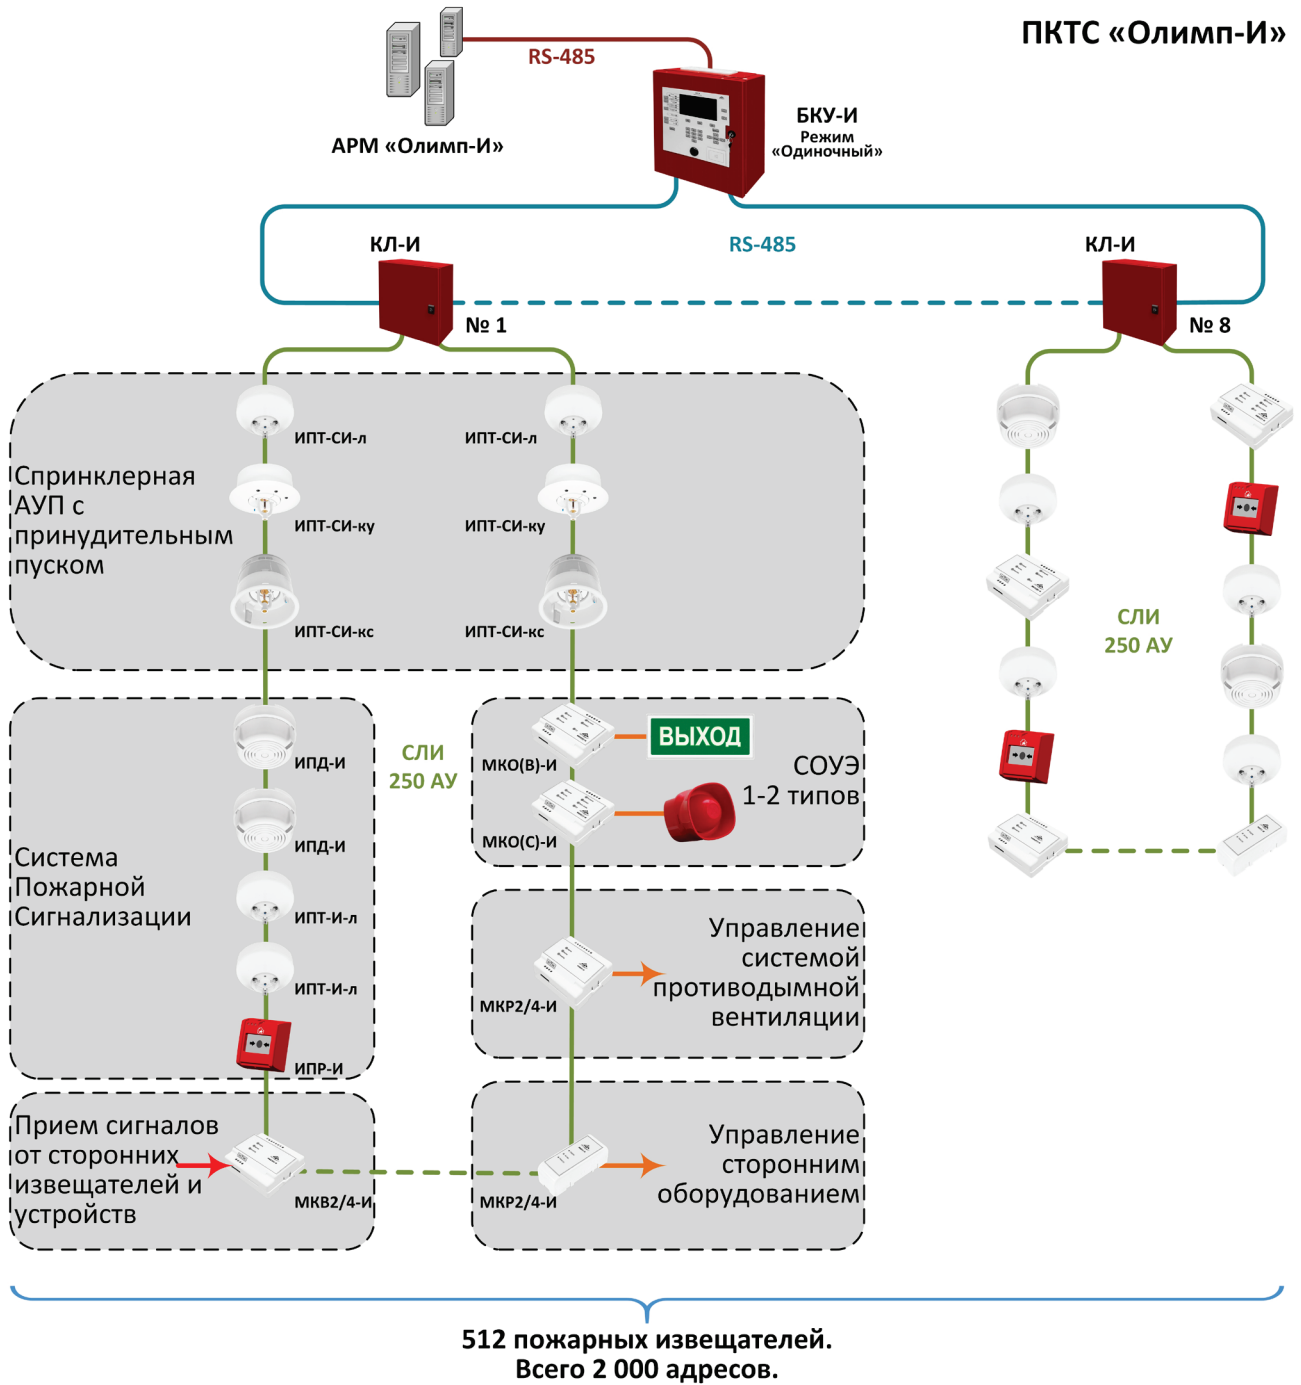 ПКТС «Олимп-И»
RS-485
АРМ «Олимп-И»
БКУ-И
Режим
«Одиночный»
RS-485
КЛ-И
№ 1
КЛ-И
№ 8
Спринклерная
АУП с
принудительным
пуском
ИПТ-СИ-л
ИПТ-СИ-л
ИПТ-СИ-ку
ИПТ-СИ-ку
ИПТ-СИ-кс
ИПТ-СИ-кс
СЛИ
250 АУ
СЛИ
250 АУ
Система
Пожарной
Сигнализации
ИПД-И
ИПД-И
ИПТ-И-л
ИПТ-И-л
ИПР-И
МКО(В)-И
ВЫХОД
МКО(С)-И
СОУЭ
1-2 типов
МКР2/4-И
Управление
системой
противодымной
вентиляции
Прием сигналов
от сторонних
извещателей и
устройств
МКВ2/4-И
МКР2/4-И
Управление
сторонним
оборудованием
512 пожарных извещателей.
Всего 2 000 адресов.